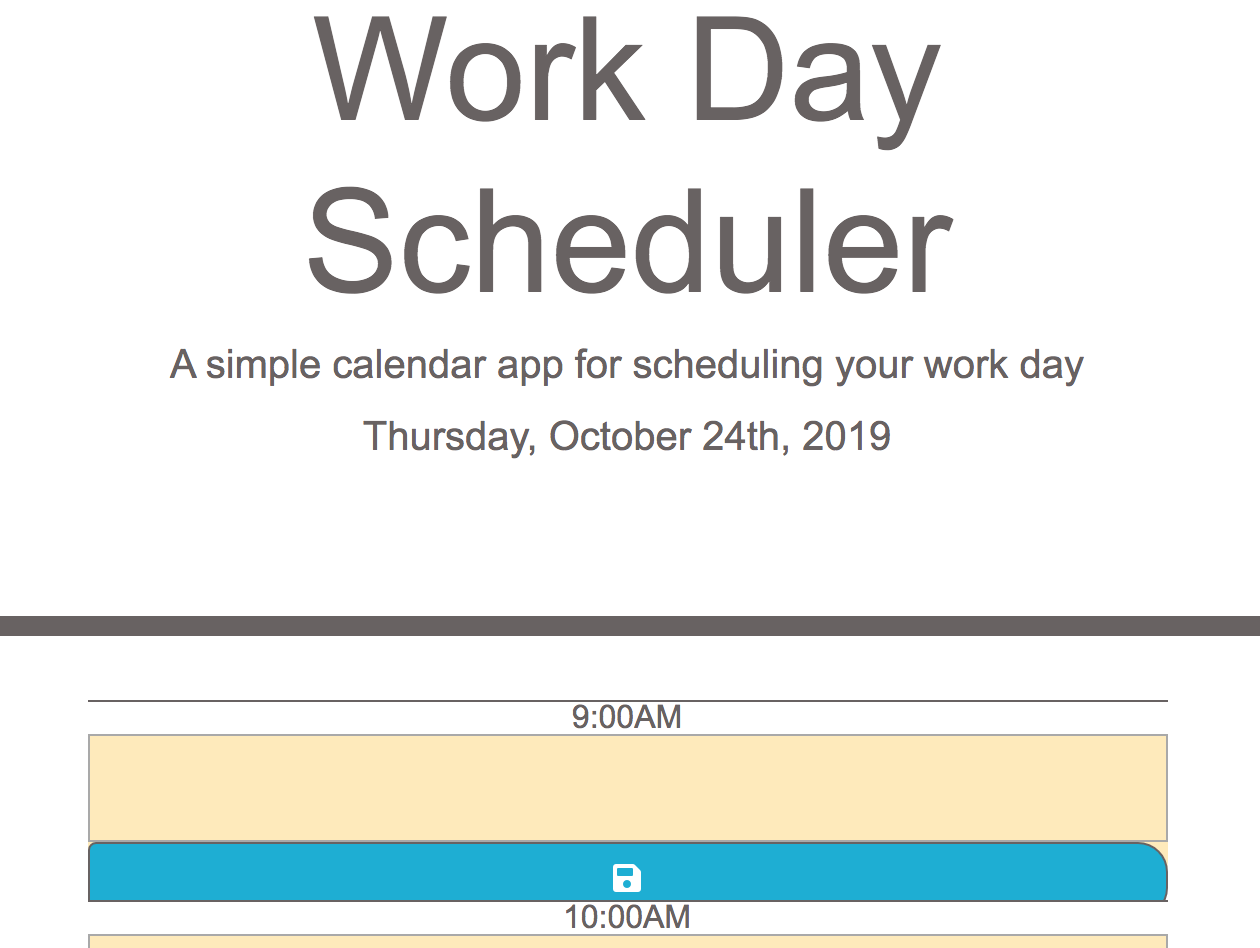 Work Day
Scheduler
A simple calendar app for scheduling your work day
Thursday, October 24th, 2019
9:00AM
10:00AM